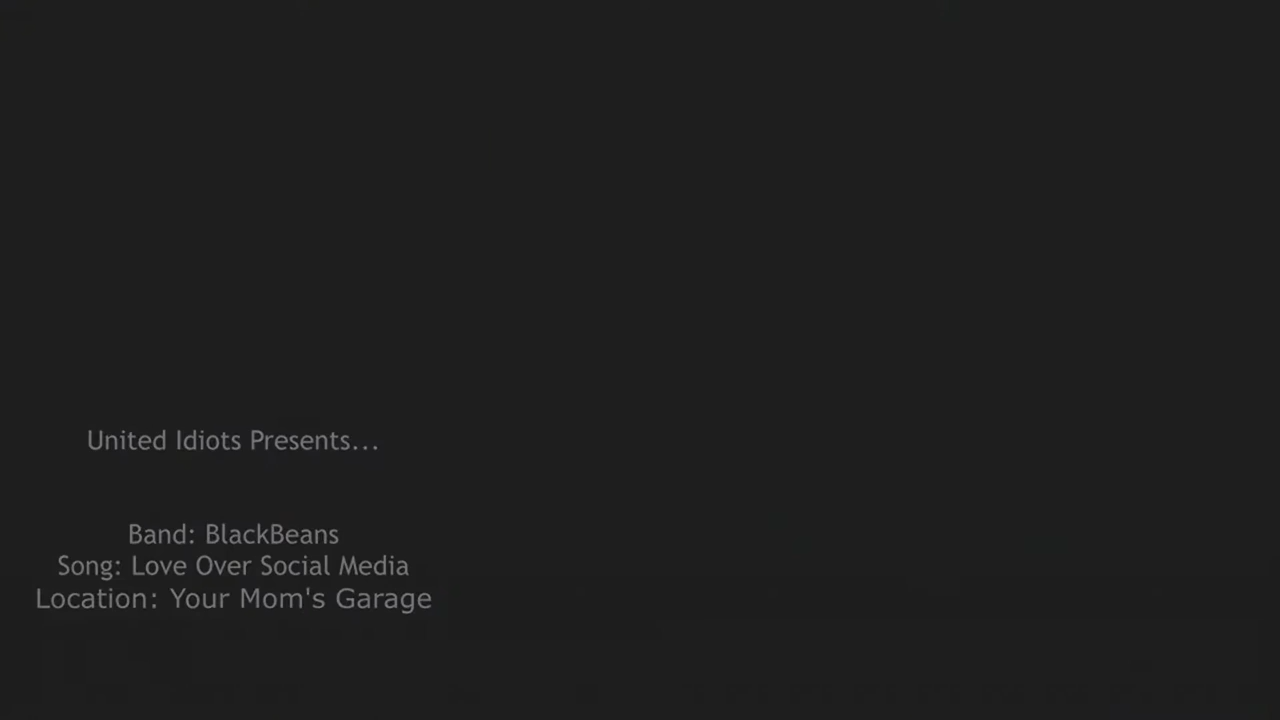 United Idiots Presents...
Band: BlackBeans
Song: Love Over Social Media
Location: Your Mom's Garage